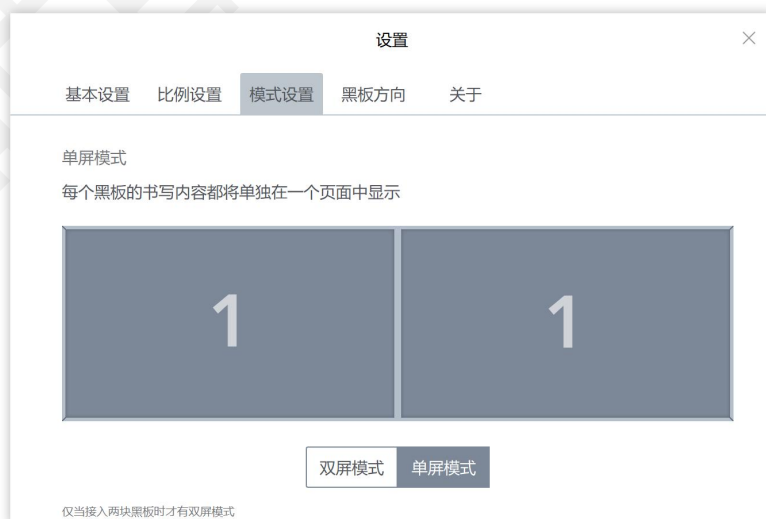 设置
基本设置 比例设置 模式设置 黑板方向 关于
单屏模式
每个黑板的书写内容都将单独在一个页面中显示
1 1
双屏模式 单屏模式
仅当接入两块黑板时才有双屏模式